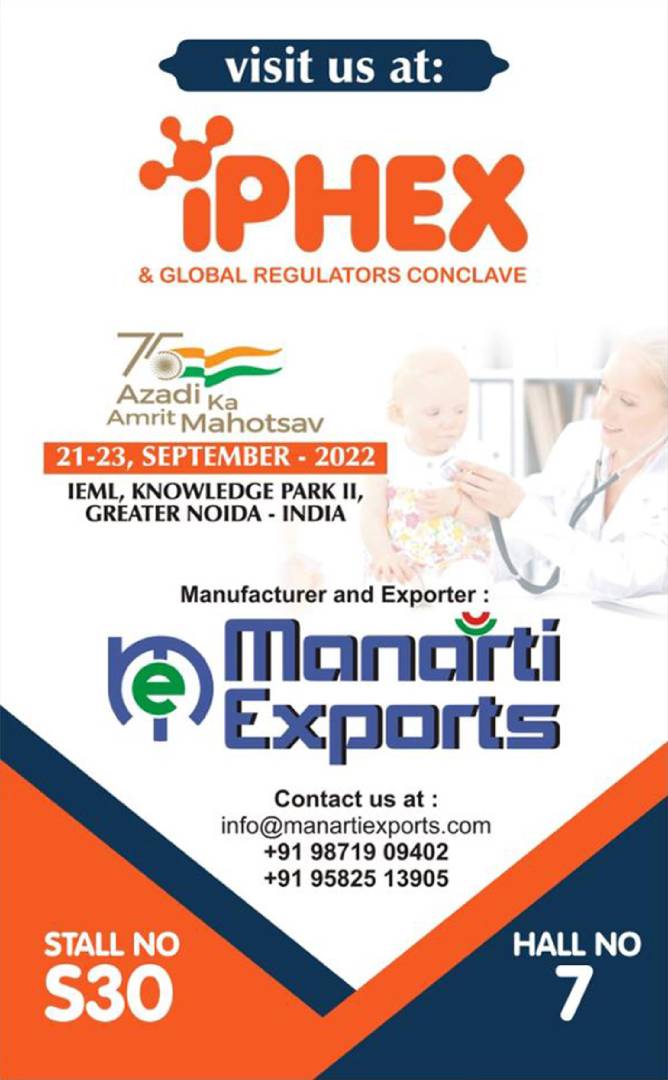 visit us at:
iPHEX
& GLOBAL REGULATORS CONCLAVE
75
Azadi Ka
Amrit Mahotsav
21-23, SEPTEMBER - 2022
IEML, KNOWLEDGE PARK II,
GREATER NOIDA - INDIA
Manufacturer and Exporter :
me
Manarti
Exports
Contact us at :
info@manartiexports.com
+91 98719 09402
+91 95825 13905
STALL NO
S30
HALL NO
7